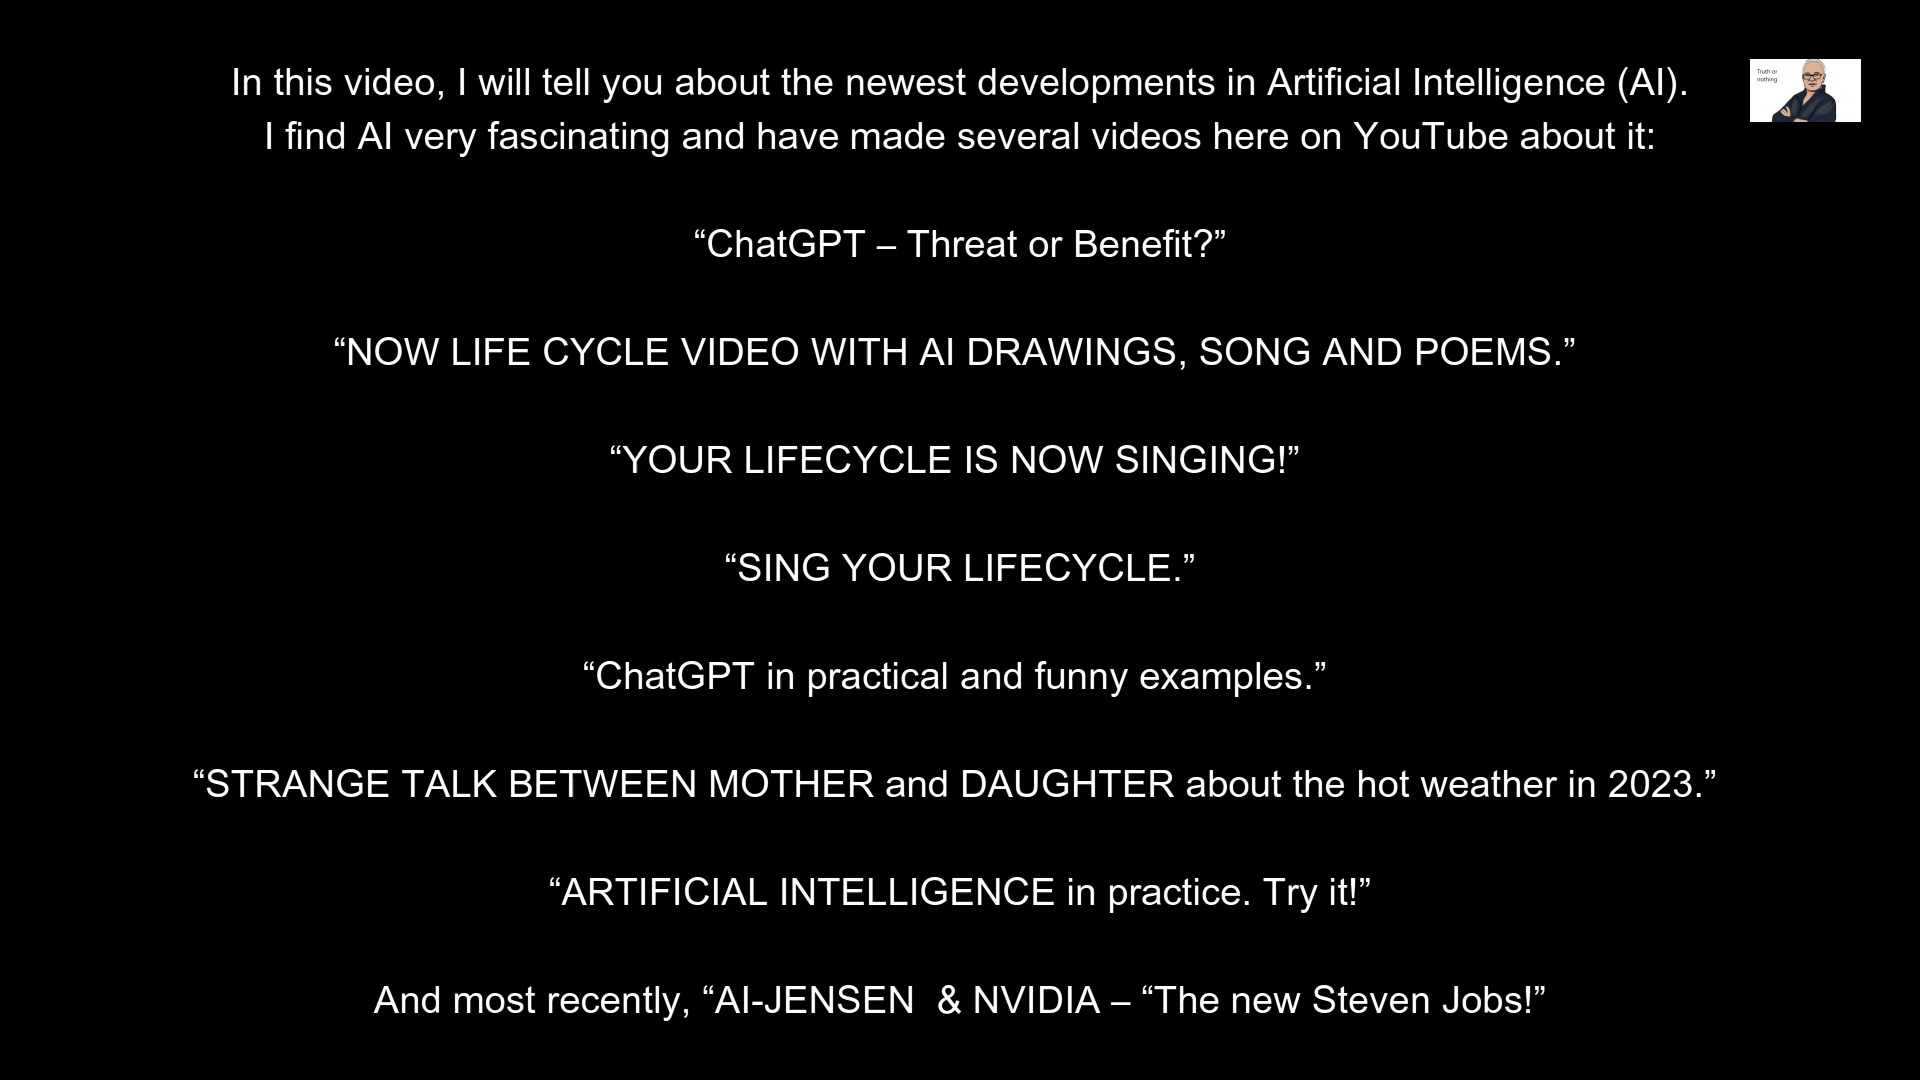 In this video, I will tell you about the newest developments in Artificial Intelligence (AI).
I find AI very fascinating and have made several videos here on YouTube about it:
“ChatGPT – Threat or Benefit?”
“NOW LIFE CYCLE VIDEO WITH AI DRAWINGS, SONG AND POEMS.”
“YOUR LIFECYCLE IS NOW SINGING!”
“SING YOUR LIFECYCLE.”
“ChatGPT in practical and funny examples.”
“STRANGE TALK BETWEEN MOTHER and DAUGHTER about the hot weather in 2023.”
“ARTIFICIAL INTELLIGENCE in practice. Try it!”
And most recently, “AI-JENSEN  & NVIDIA – “The new Steven Jobs!”
Truth or
nothing